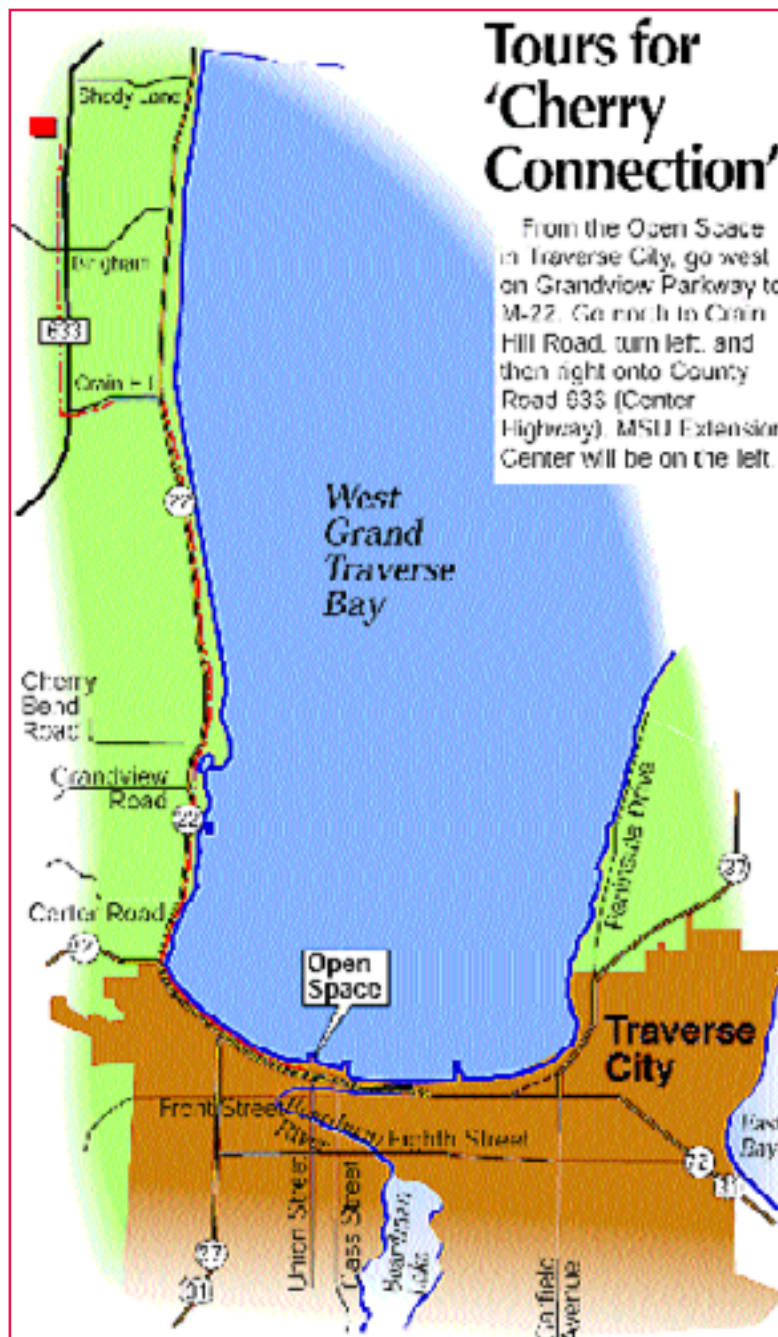 Tours for
‘Cherry
Connection’
From the Open Space
in Traverse City, go west
on Grandview Parkway to
M-22. Go north to Crain
Hill Road, turn left, and
then right onto County
Road 633 (Center
Highway). MSU Extension
Center will be on the left.
Shady Lane
Bingham
633
Crain Hill
22
West
Grand
Traverse
Bay
Cherry
Bend
Road
Grandview
Road
22
Center Road
Peninsula Drive
37
72
Open
Space
Traverse
City
East
Bay
Front Street
Boardman
River
Eighth Street
72
31
Union Street
Cass Street
Boardman
Lake
Garfield
Avenue
37
31